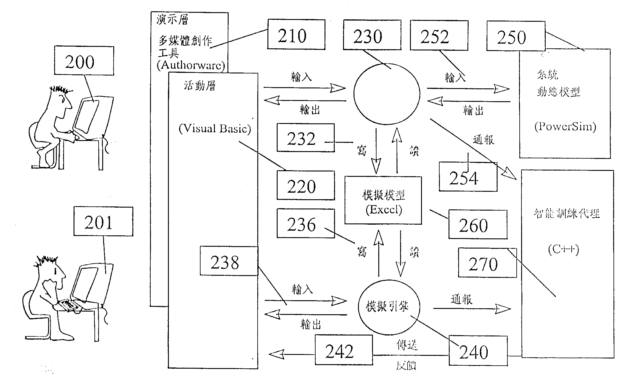 演示層
多媒體創作
工具
(Authorware)
210
230
252
250
200
活動層
(Visual Basic)
輸入
輸出
輸入
輸出
系統
動態模型
(PowerSim)
232
寫
讀
通報
254
220
模擬模型
(Excel)
260
智能訓練代理
(C++)
201
236
寫
讀
270
238
輸入
輸出
模擬引擎
通報
242
傳送
反饋
240